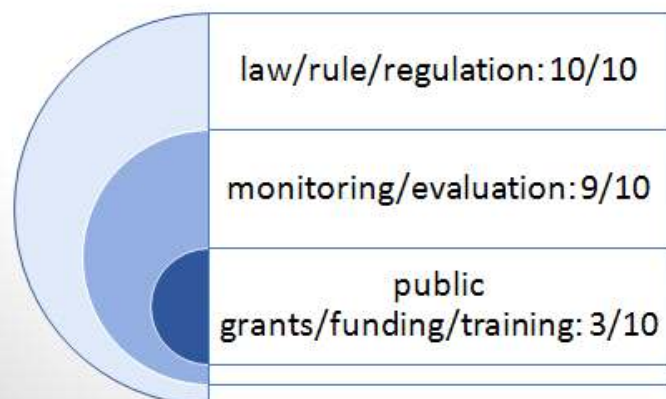 law/rule/regulation: 10/10
monitoring/evaluation: 9/10
public
grants/funding/training: 3/10